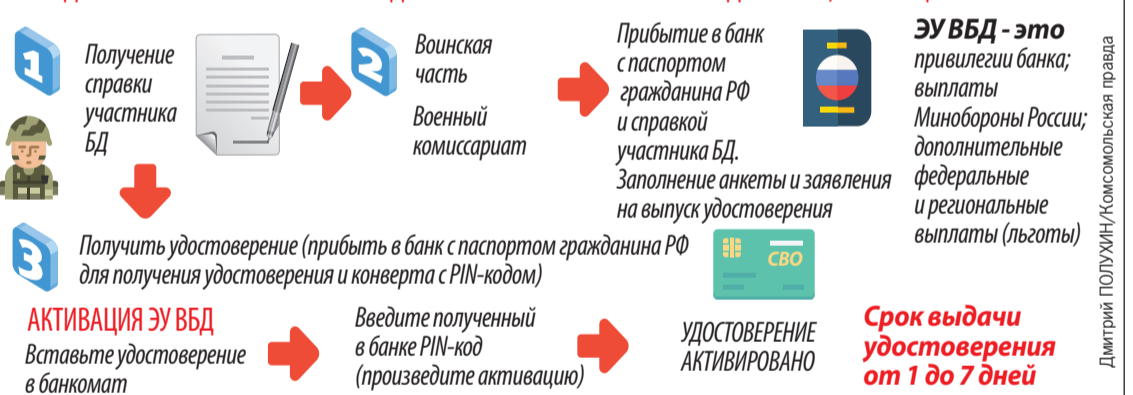 1
Получение
справки
участника
БД
2
Воинская
часть
Военный
комиссариат
Прибытие в банк
с паспортом
гражданина РФ
и справкой
участника БД.
Заполнение анкеты и заявления
на выпуск удостоверения
ЭУ ВБД - это
привилегии банка;
выплаты
Минобороны России;
дополнительные
федеральные
и региональные
выплаты (льготы)
3
Получить удостоверение (прибыть в банк с паспортом гражданина РФ
для получения удостоверения и конверта с PIN-кодом)
СВО
АКТИВАЦИЯ ЭУ ВБД
Вставьте удостоверение
в банкомат
Введите полученный
в банке PIN-код
(произведите активацию)
УДОСТОВЕРЕНИЕ
АКТИВИРОВАНО
Срок выдачи
удостоверения
от 1 до 7 дней
Дмитрий ПОЛУХИН/Комсомольская правда